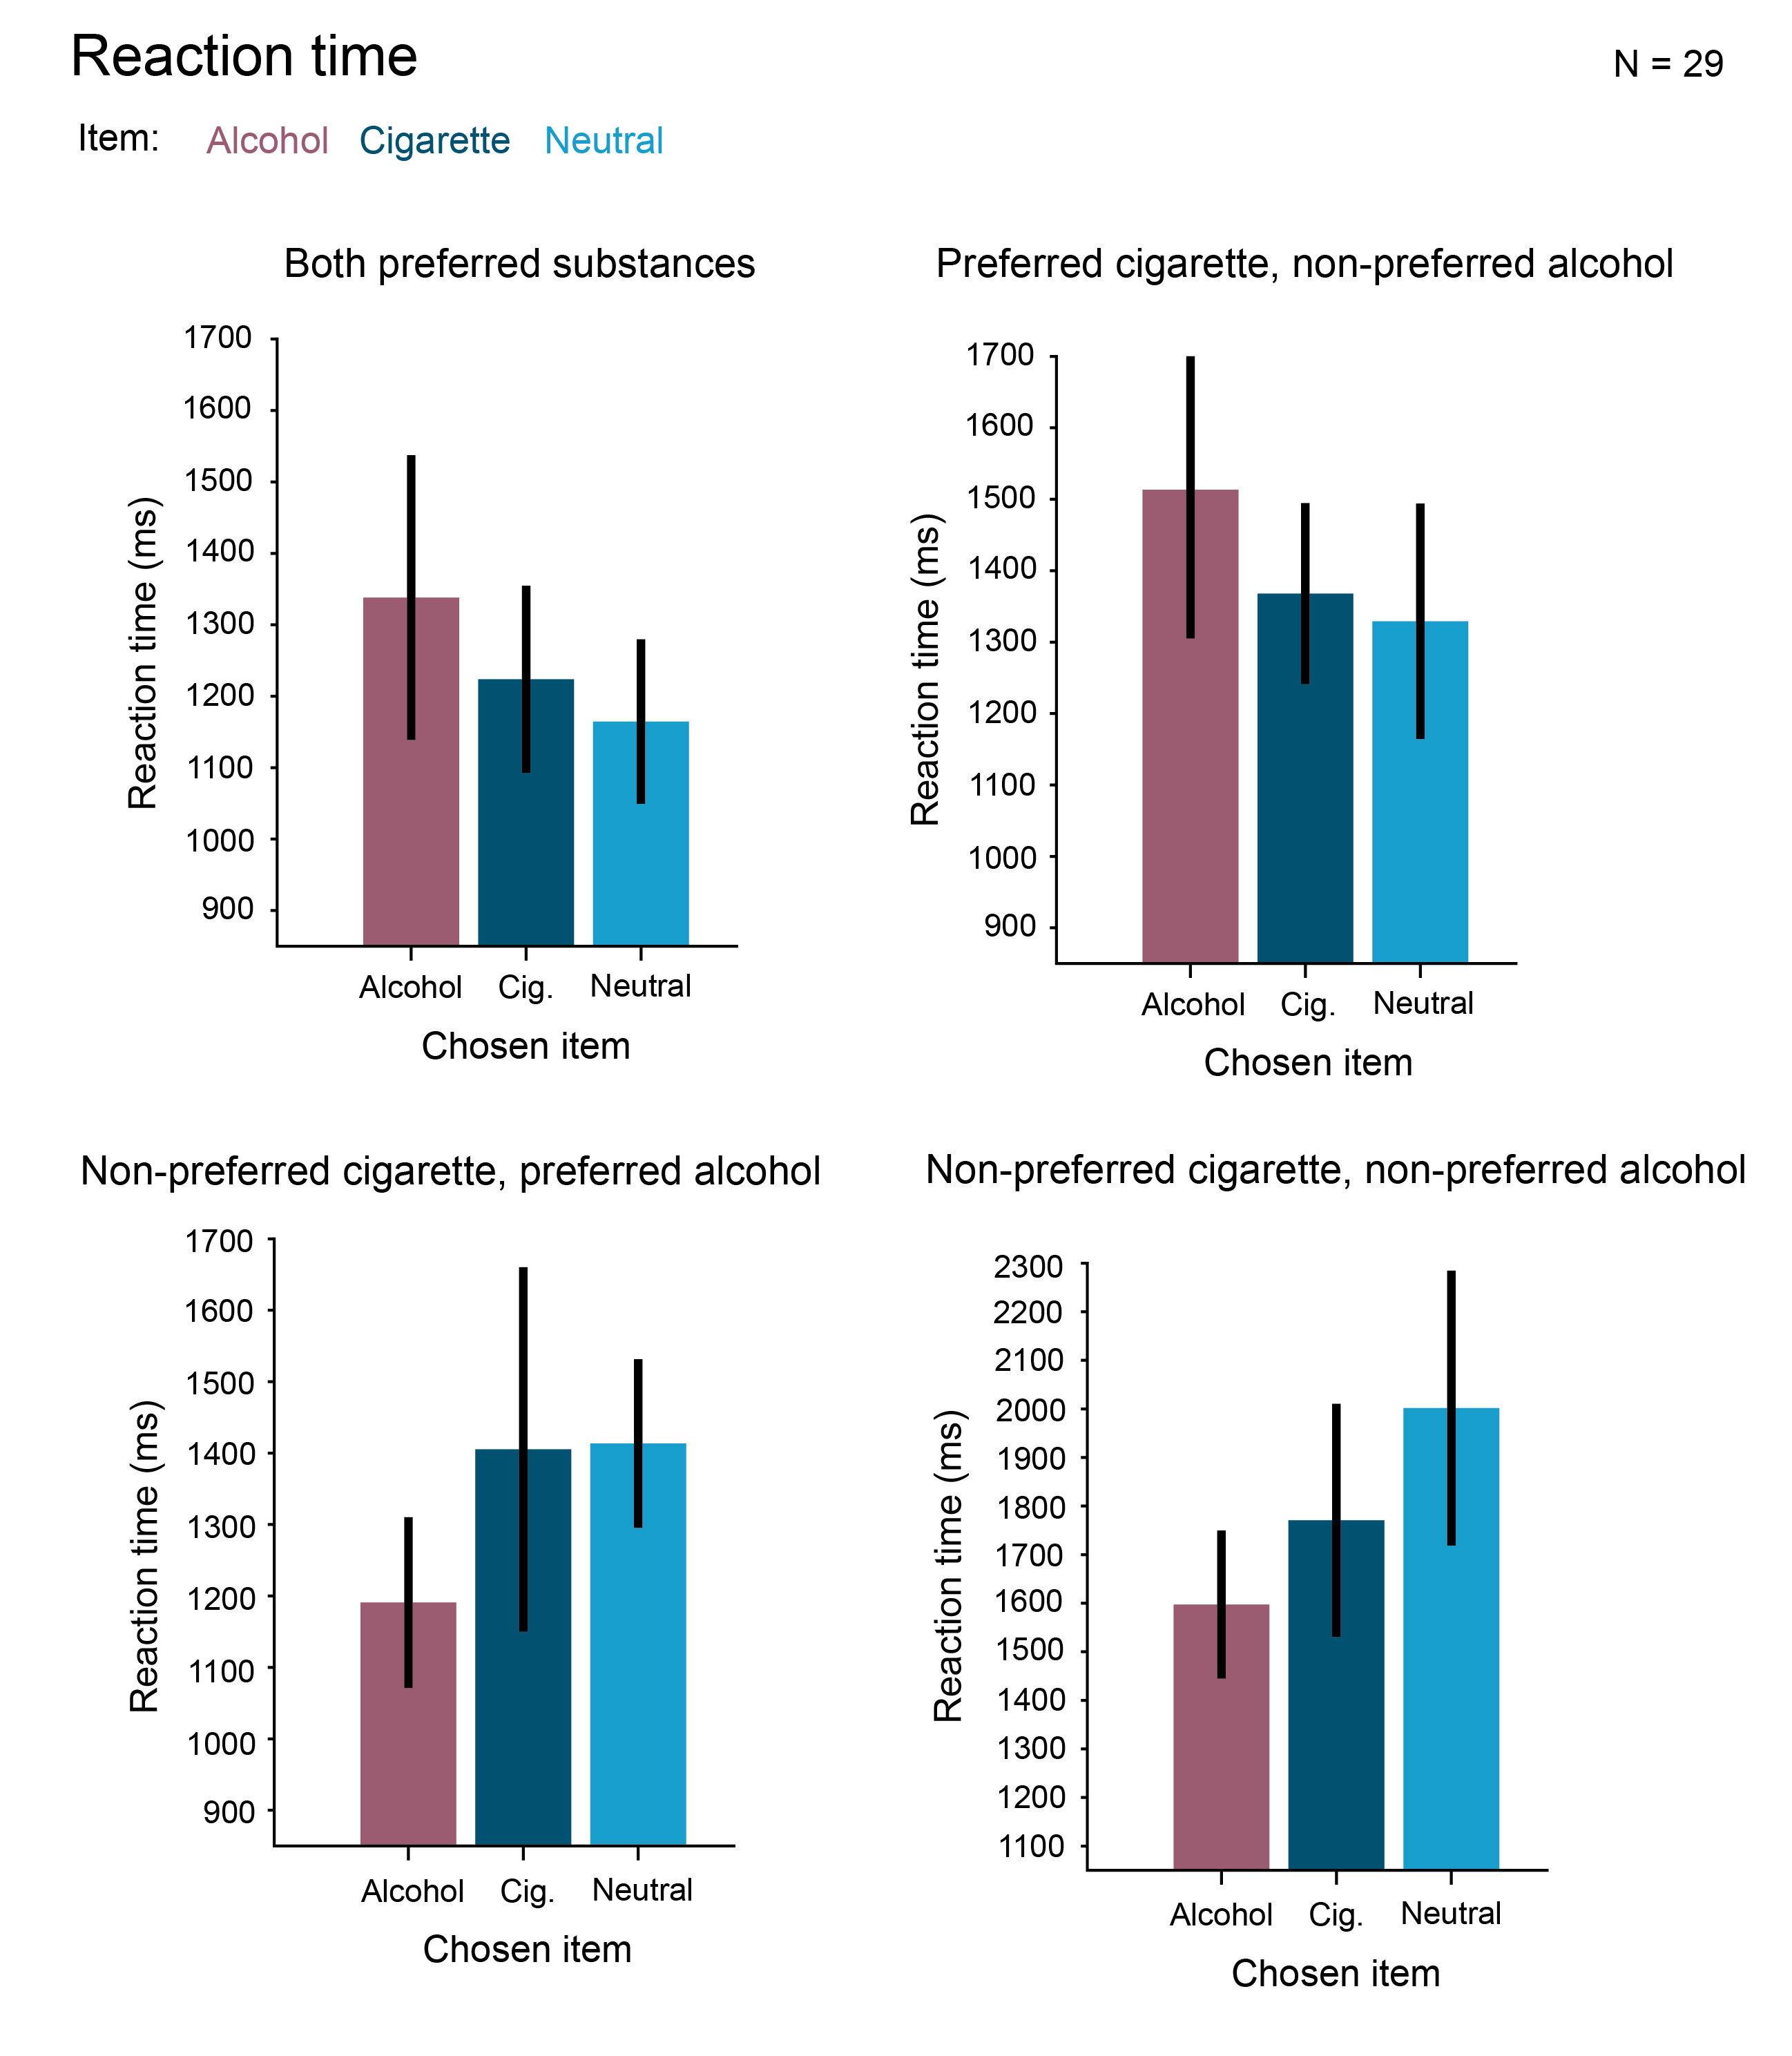 Reaction time
N = 29
Item: Alcohol Cigarette Neutral
Both preferred substances
1700
1600
1500
1400
1300
1200
1100
1000
900
Reaction time (ms)
Alcohol Cig. Neutral
Chosen item
Preferred cigarette, non-preferred alcohol
1700
1600
1500
1400
1300
1200
1100
1000
900
Reaction time (ms)
Alcohol Cig. Neutral
Chosen item
Non-preferred cigarette, preferred alcohol
1700
1600
1500
1400
1300
1200
1100
1000
900
Reaction time (ms)
Alcohol Cig. Neutral
Chosen item
Non-preferred cigarette, non-preferred alcohol
2300
2200
2100
2000
1900
1800
1700
1600
1500
1400
1300
1200
1100
Reaction time (ms)
Alcohol Cig. Neutral
Chosen item